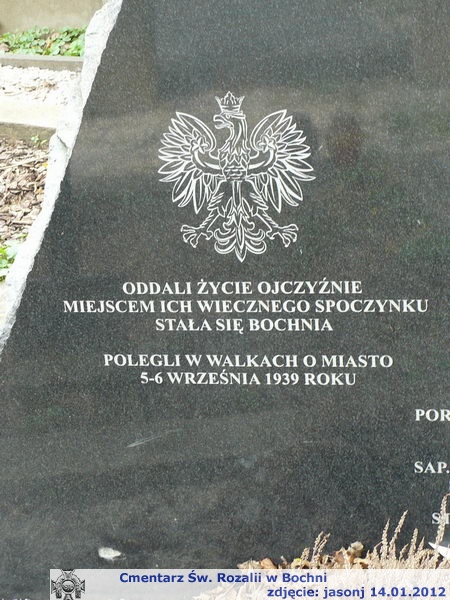 ODDALI ŻYCIE OJCZYŹNIE
MIEJSCEM ICH WIECZNEGO SPOCZYNKU
STAŁA SIĘ BOCHNIA
POLEGLI W WALKACH O MIASTO
5-6 WRZEŚNIA 1939 ROKU
POR
SAP.
ST
Cmentarz Św. Rozalii w Bochni
zdjęcie: jasonj 14.01.2012